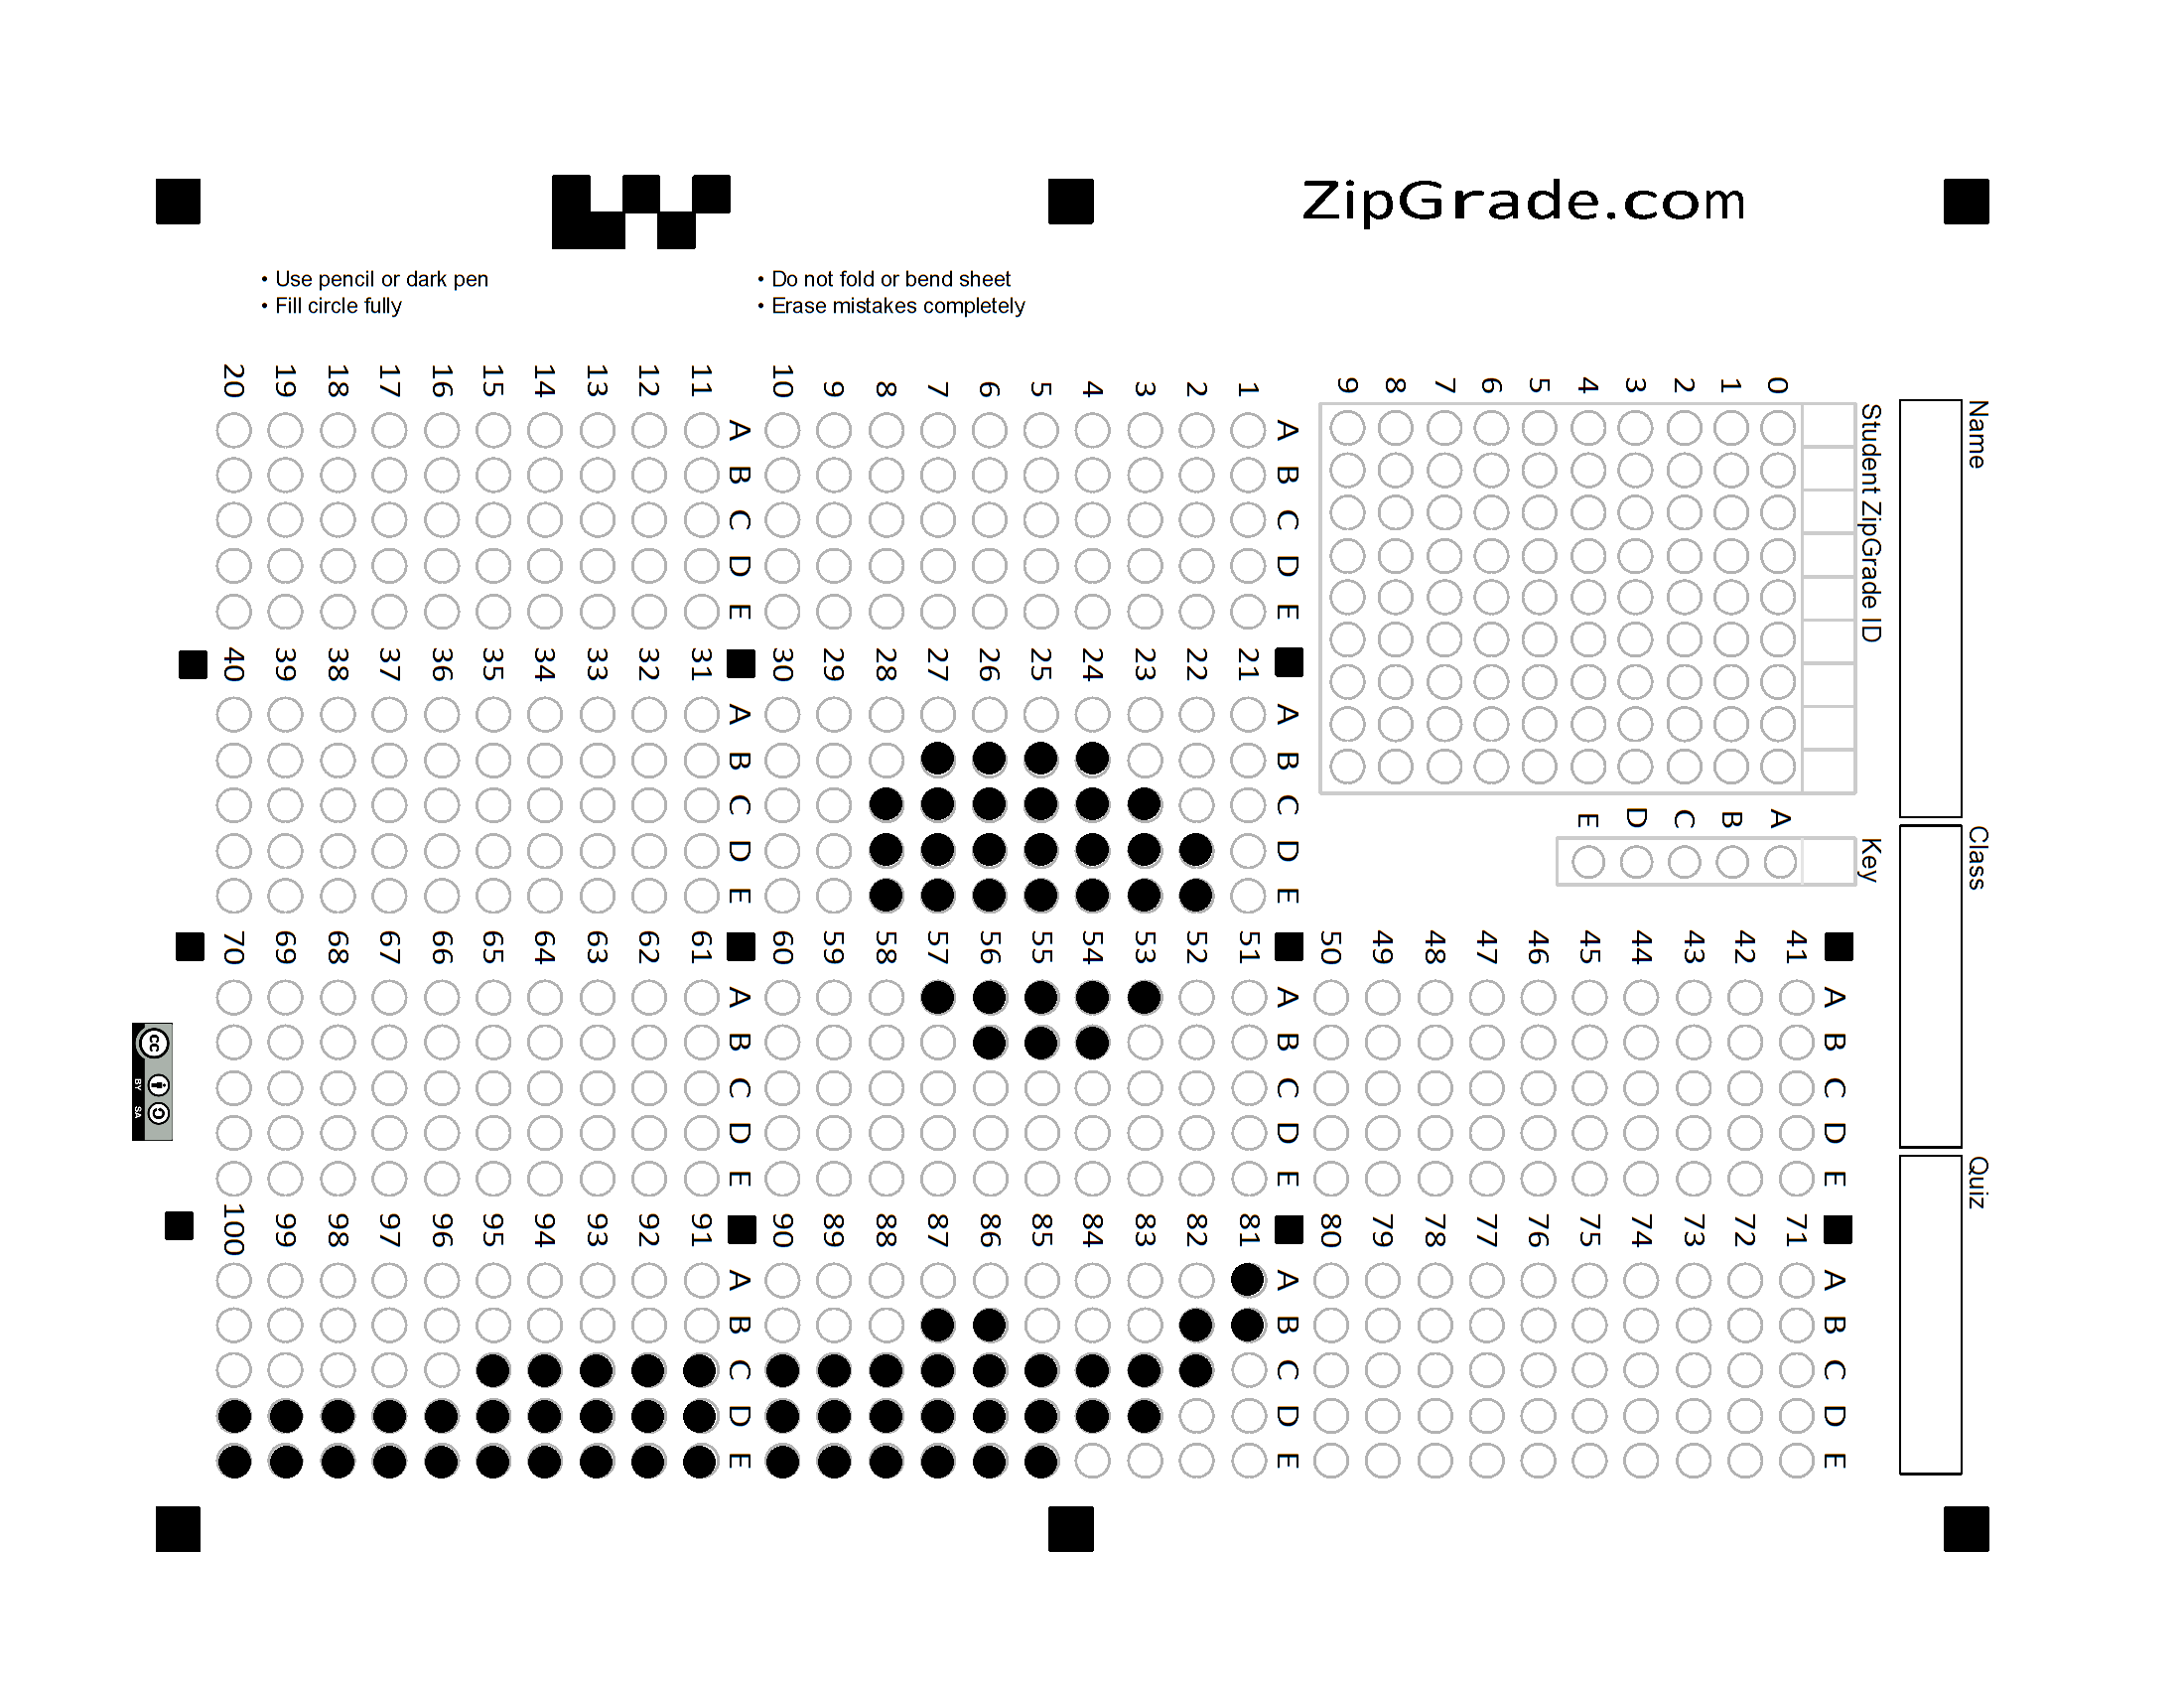 ZipGrade.com
• Use pencil or dark pen
• Fill circle fully
• Do not fold or bend sheet
• Erase mistakes completely
Name
Class
Quiz
Student ZipGrade ID
0 1 2 3 4 5 6 7 8 9
Key
A B C D E
1 2 3 4 5 6 7 8 9 10
A B C D E
11 12 13 14 15 16 17 18 19 20
A B C D E
21 22 23 24 25 26 27 28 29 30
A B C D E
31 32 33 34 35 36 37 38 39 40
A B C D E
41 42 43 44 45 46 47 48 49 50
A B C D E
51 52 53 54 55 56 57 58 59 60
A B C D E
61 62 63 64 65 66 67 68 69 70
A B C D E
71 72 73 74 75 76 77 78 79 80
A B C D E
81 82 83 84 85 86 87 88 89 90
A B C D E
91 92 93 94 95 96 97 98 99 100
A B C D E
cc
BY SA